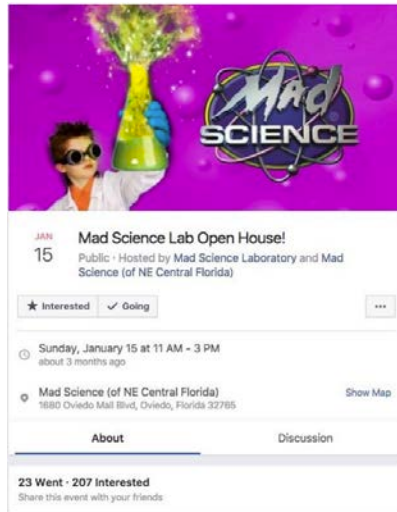 Mad
SCIENCE
JAN
15
Mad Science Lab Open House!
Public · Hosted by Mad Science Laboratory and Mad
Science (of NE Central Florida)
★ Interested ✓ Going ...
Sunday, January 15 at 11 AM – 3 PM
about 3 months ago
Mad Science (of NE Central Florida) Show Map
1680 Oviedo Mall Blvd, Oviedo, Florida 32765
About Discussion
23 Went · 207 Interested
Share this event with your friends